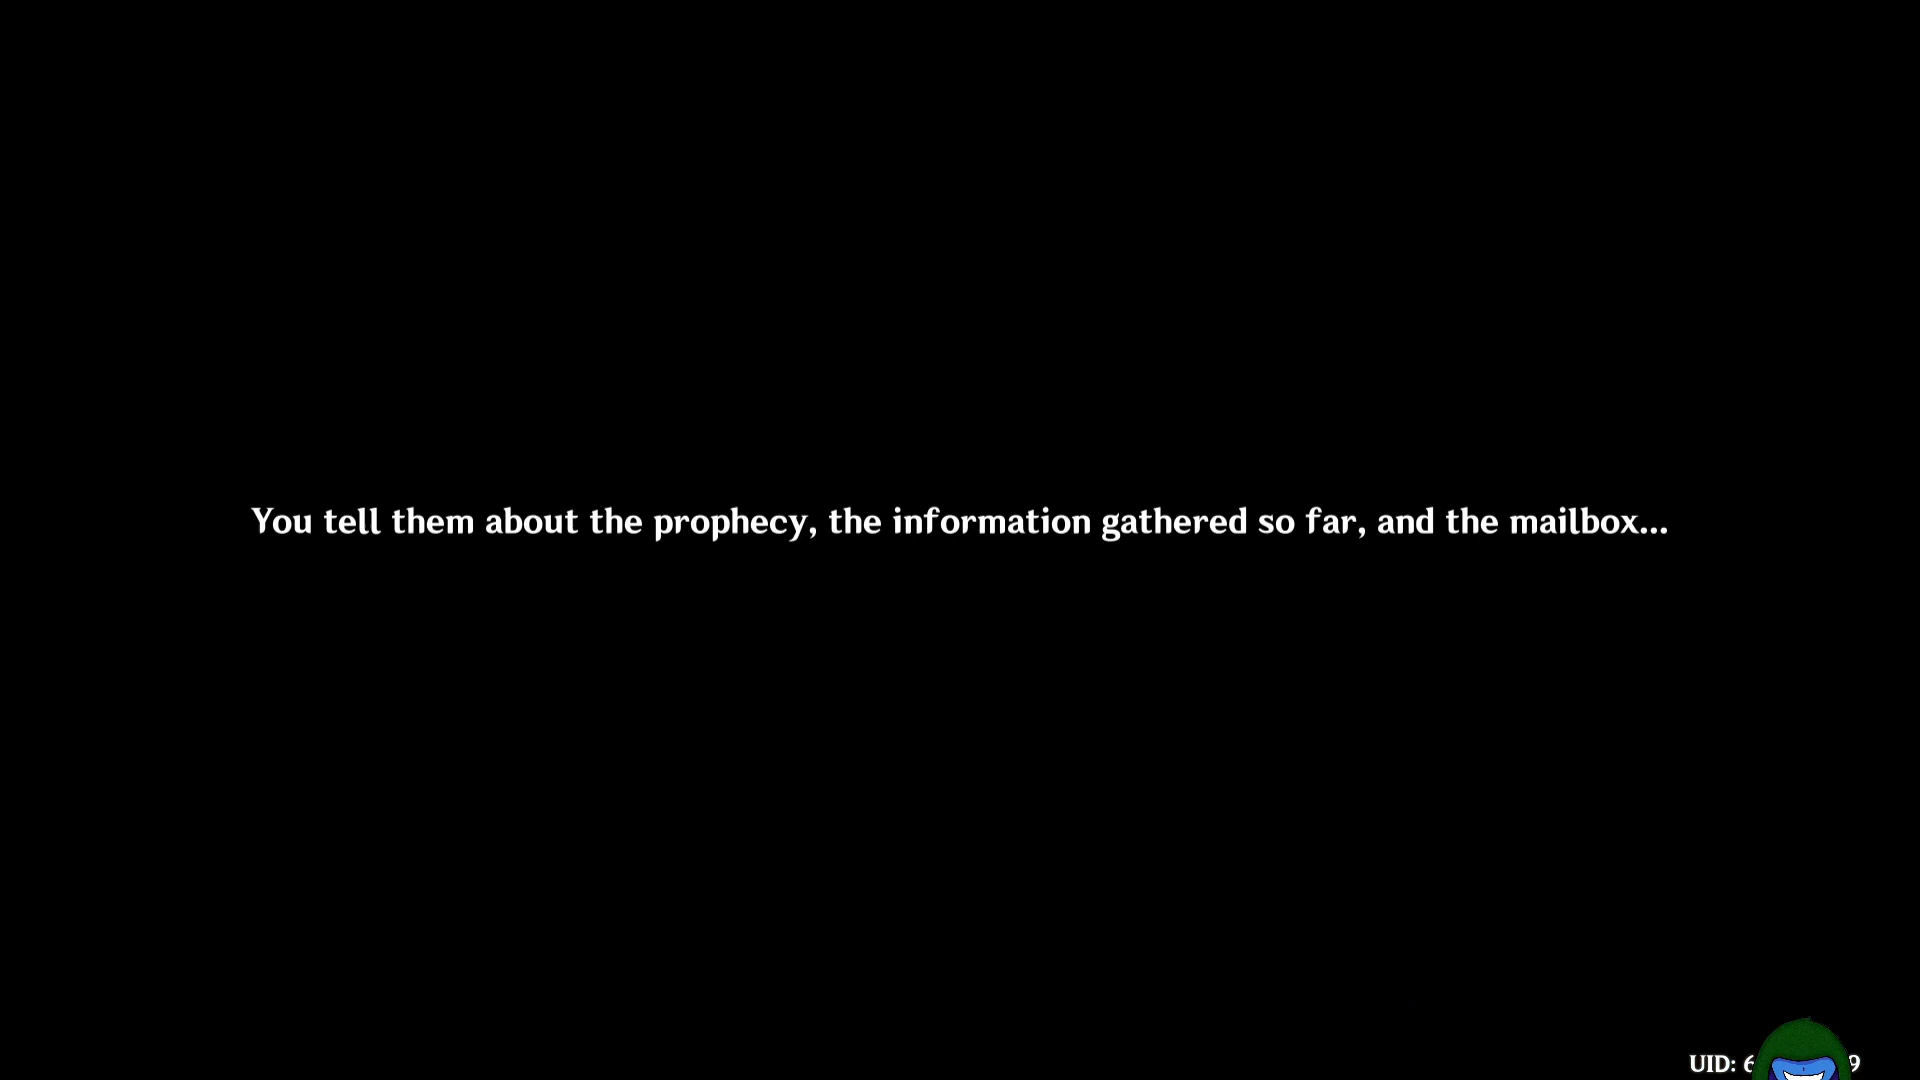 You tell them about the prophecy, the information gathered so far, and the mailbox...
UID: 6 9